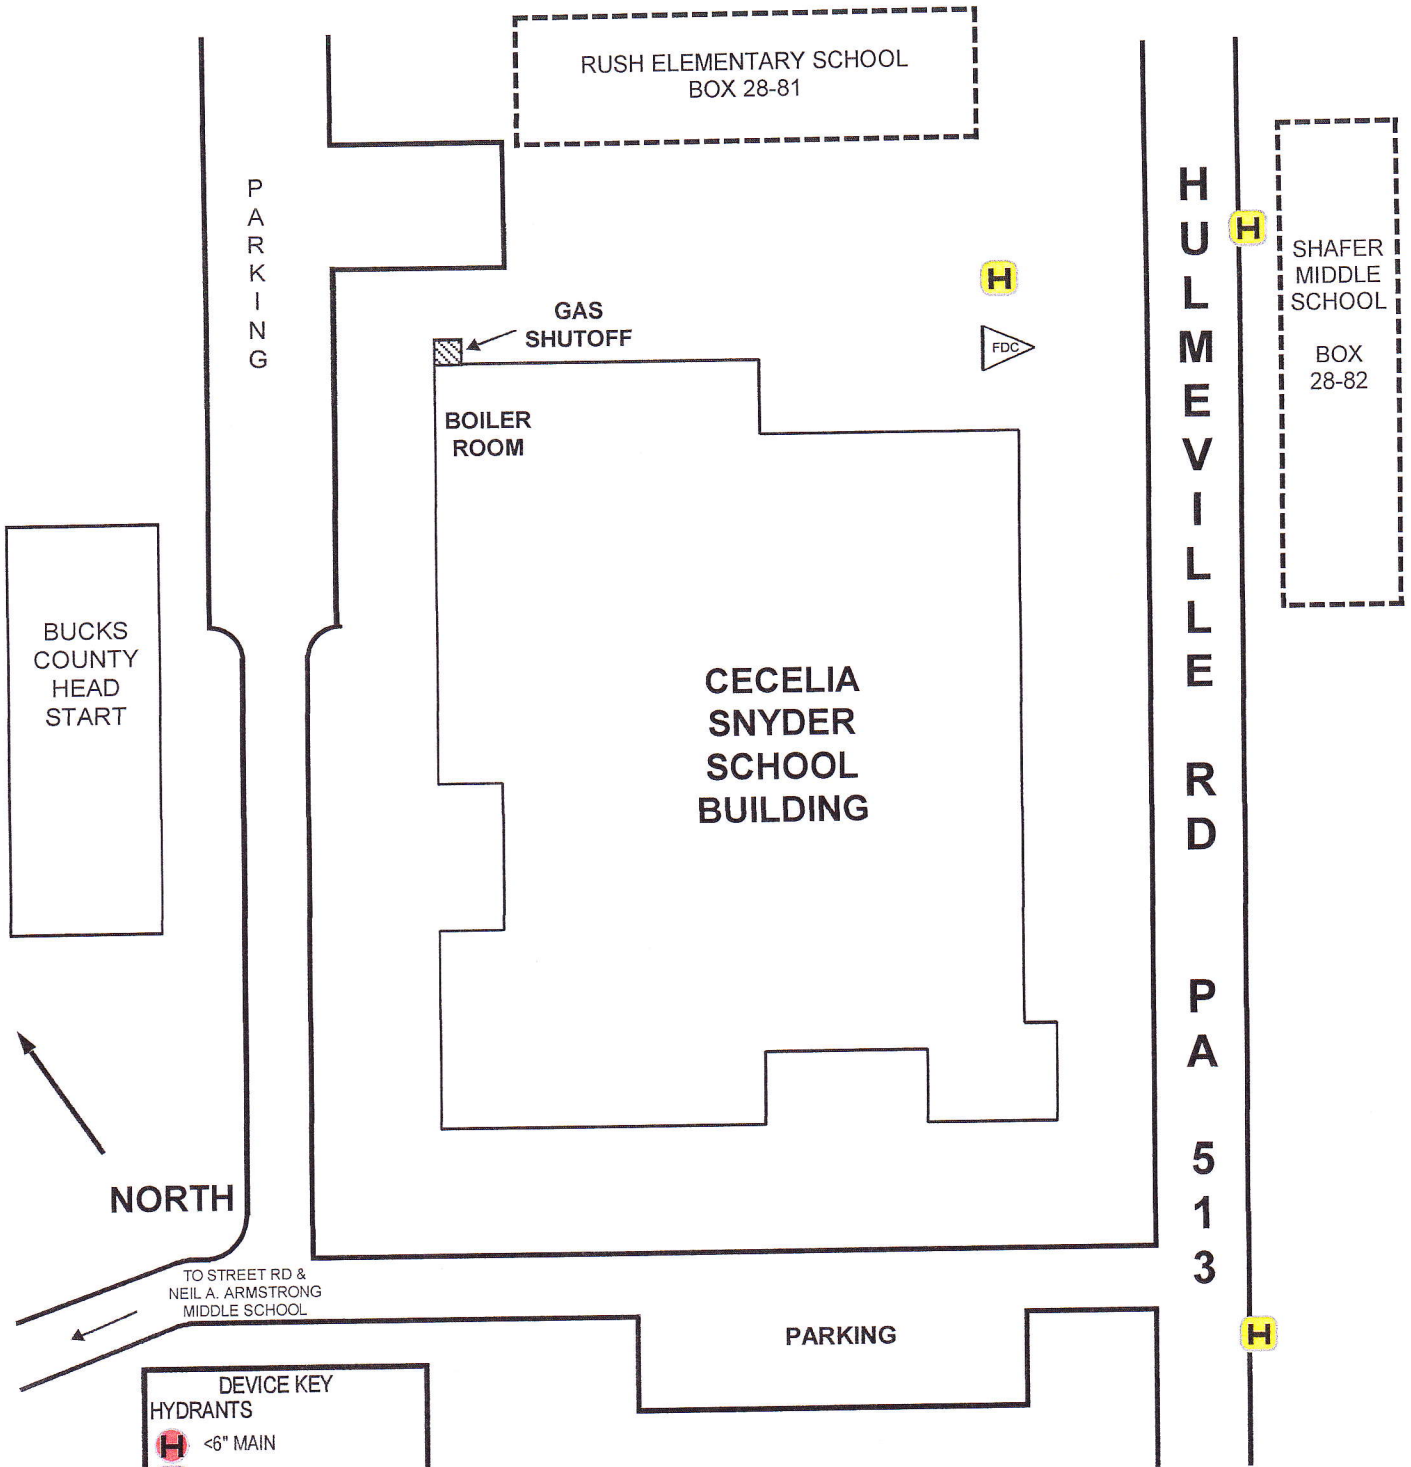 RUSH ELEMENTARY SCHOOL
BOX 28-81
PARKING
HULMEVILLE RD PA 513
H
SHAFER
MIDDLE
SCHOOL
BOX
28-82
H
GAS
SHUTOFF
FDC
BOILER
ROOM
BUCKS
COUNTY
HEAD
START
CECELIA
SNYDER
SCHOOL
BUILDING
NORTH
TO STREET RD &
NEIL A. ARMSTRONG
MIDDLE SCHOOL
PARKING
H
DEVICE KEY
HYDRANTS
H <6" MAIN